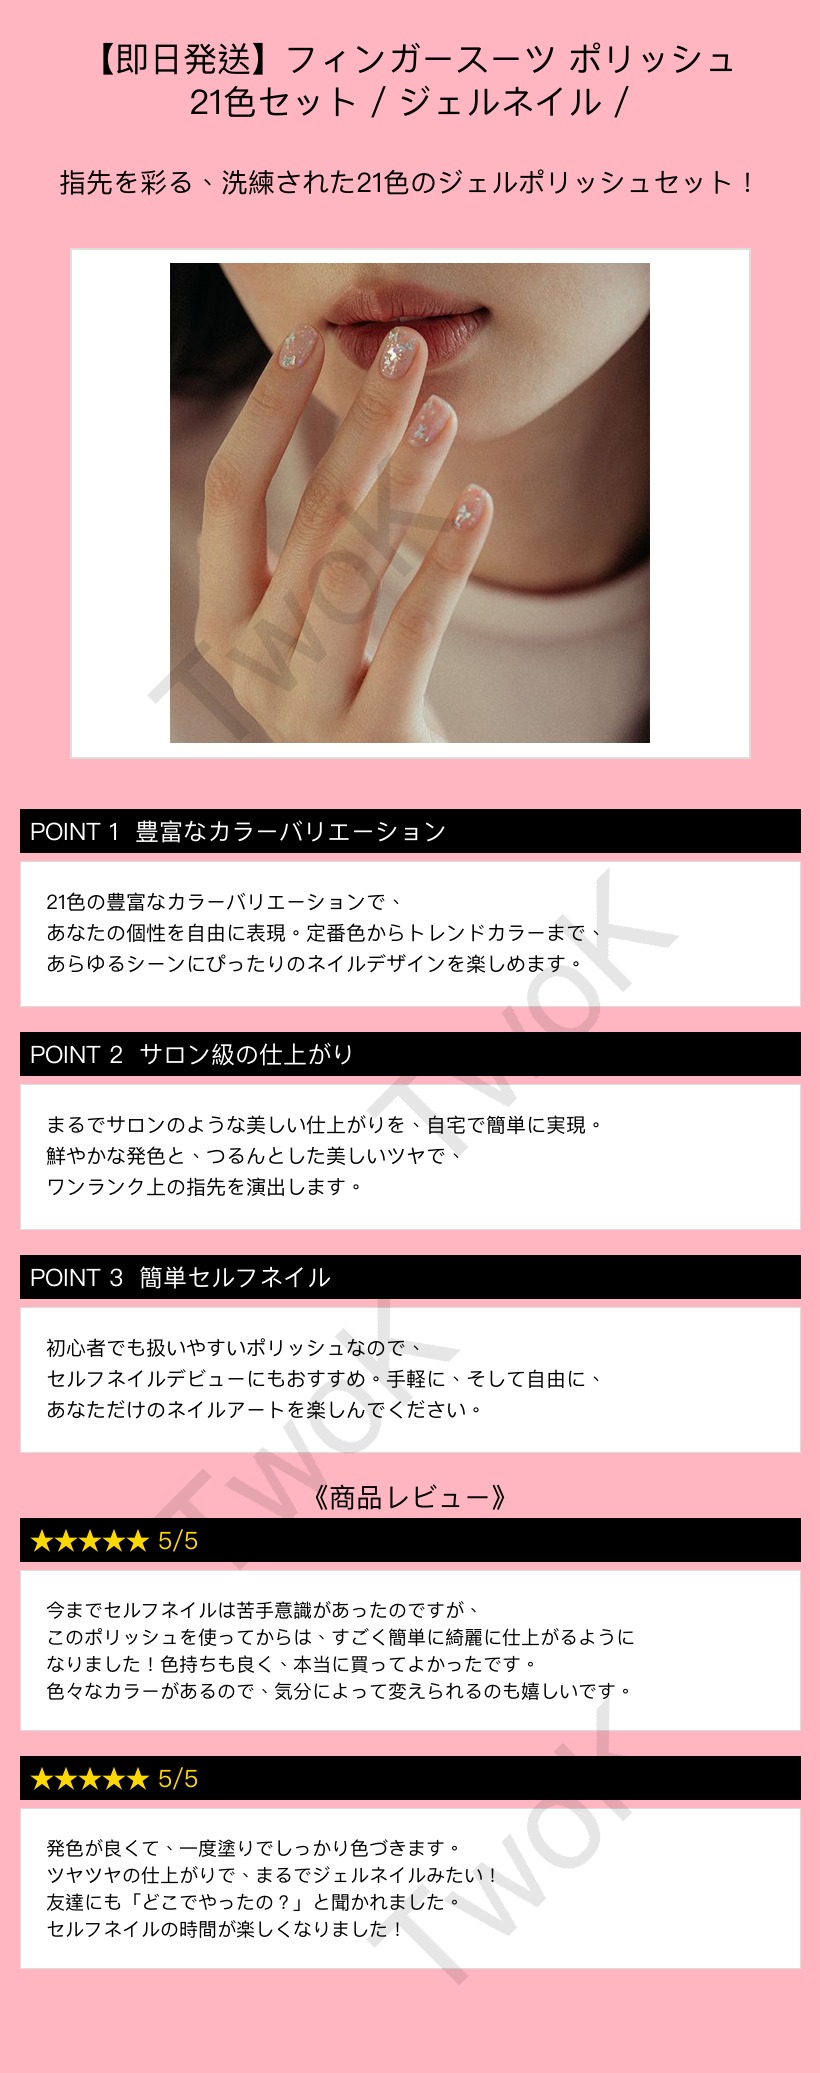 【即日発送】フィンガースーツ ポリッシュ
21色セット / ジェルネイル /
指先を彩る、洗練された21色のジェルポリッシュセット！
TwoK
POINT 1 豊富なカラーバリエーション
21色の豊富なカラーバリエーションで、
あなたの個性を自由に表現。定番色からトレンドカラーまで、
あらゆるシーンにぴったりのネイルデザインを楽しめます。
TwoK
POINT 2 サロン級の仕上がり
まるでサロンのような美しい仕上がりを、自宅で簡単に実現。
鮮やかな発色と、つるんとした美しいツヤで、
ワンランク上の指先を演出します。
POINT 3 簡単セルフネイル
初心者でも扱いやすいポリッシュなので、
セルフネイルデビューにもおすすめ。手軽に、そして自由に、
あなただけのネイルアートを楽しんでください。
TwoK
《商品レビュー》
★★★★★ 5/5
今までセルフネイルは苦手意識があったのですが、
このポリッシュを使ってからは、すごく簡単に綺麗に仕上がるように
なりました！色持ちも良く、本当に買ってよかったです。
色々なカラーがあるので、気分によって変えられるのも嬉しいです。
★★★★★ 5/5
発色が良くて、一度塗りでしっかり色づきます。
ツヤツヤの仕上がりで、まるでジェルネイルみたい！
友達にも「どこでやったの？」と聞かれました。
セルフネイルの時間が楽しくなりました！
TwoK